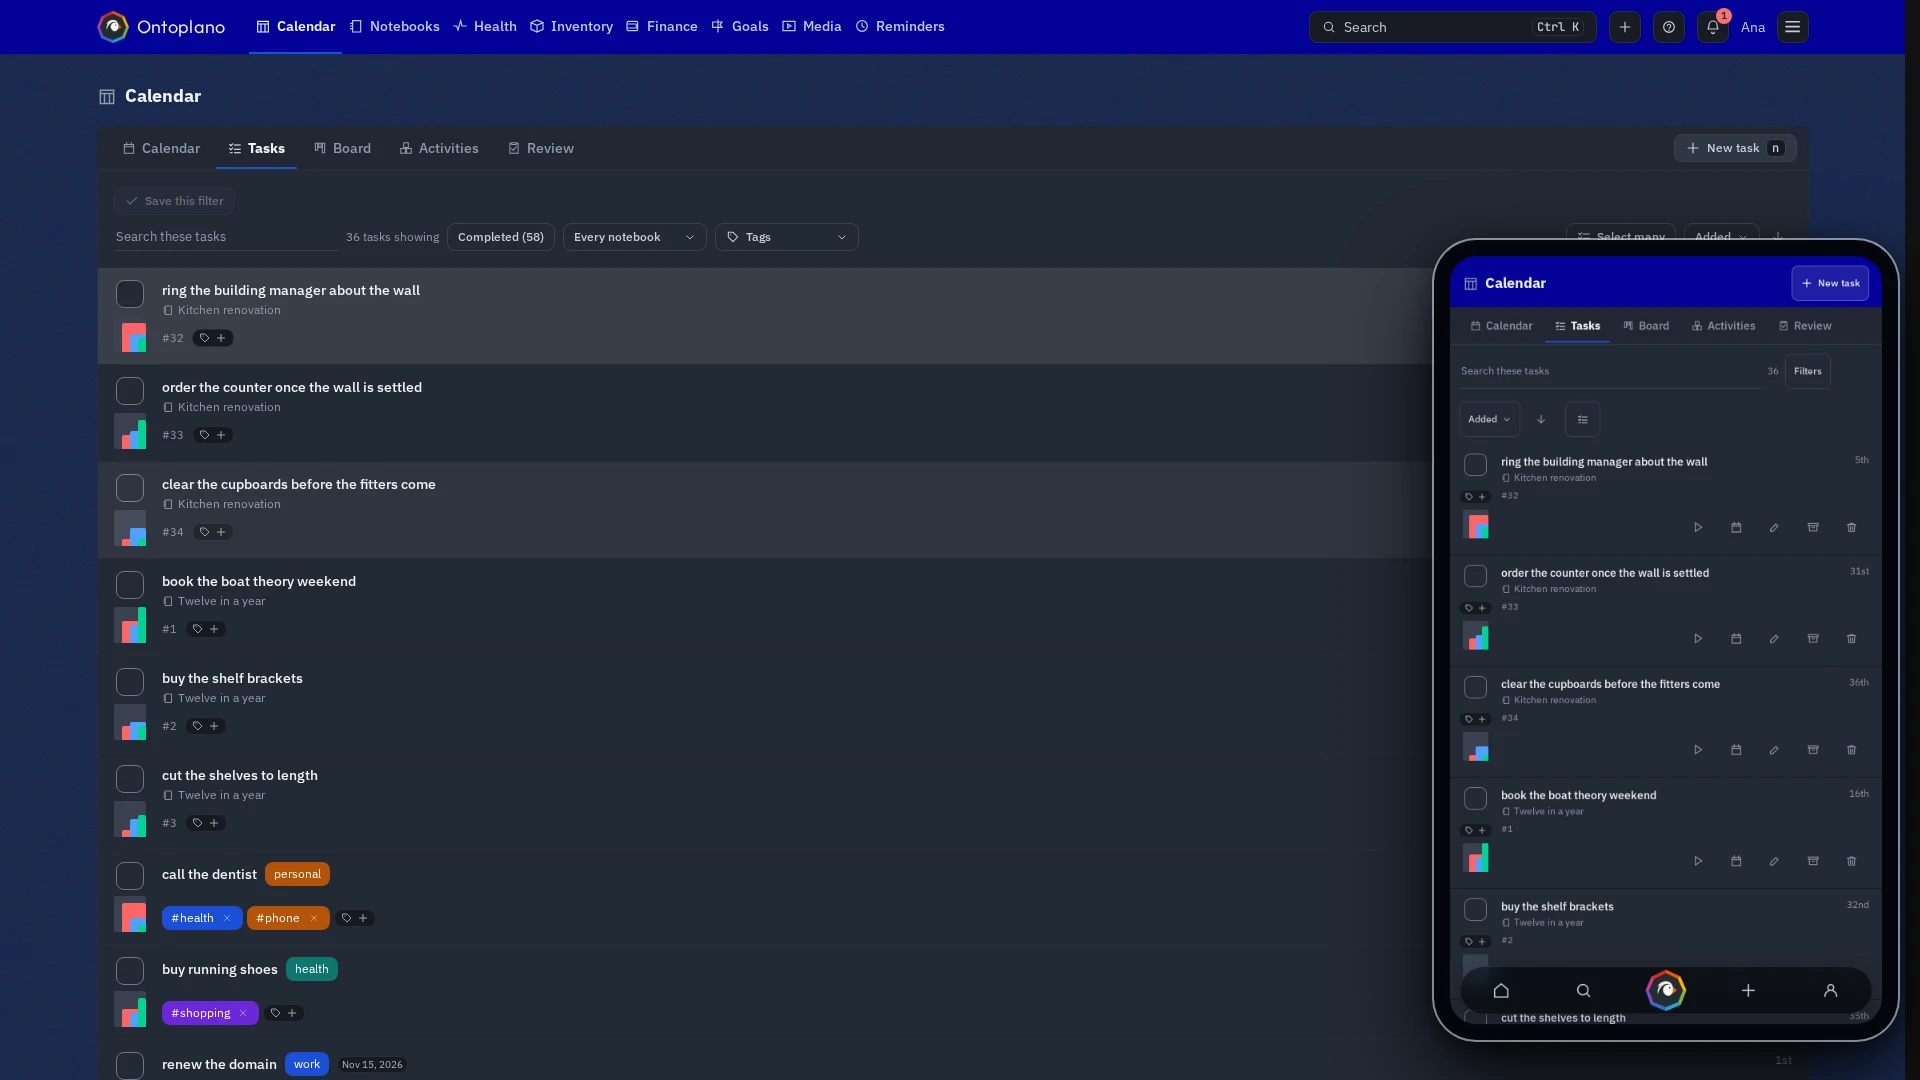 Ontoplano Calendar Notebooks Health Inventory Finance Goals Media Reminders Search Ctrl K 1 Ana
Calendar
Calendar Tasks Board Activities Review New task n
Save this filter
Search these tasks 36 tasks showing Completed (58) Every notebook Tags Select many Added
ring the building manager about the wall
Kitchen renovation
#32
order the counter once the wall is settled
Kitchen renovation
#33
clear the cupboards before the fitters come
Kitchen renovation
#34
book the boat theory weekend
Twelve in a year
#1
buy the shelf brackets
Twelve in a year
#2
cut the shelves to length
Twelve in a year
#3
call the dentist personal
#health #phone
buy running shoes health
#shopping
renew the domain work Nov 15, 2026 1st
Calendar New task
Calendar Tasks Board Activities Review
Search these tasks 36 Filters
Added
ring the building manager about the wall 5th
Kitchen renovation
#32
order the counter once the wall is settled 31st
Kitchen renovation
#33
clear the cupboards before the fitters come 36th
Kitchen renovation
#34
book the boat theory weekend 16th
Twelve in a year
#1
buy the shelf brackets 32nd
Twelve in a year
#2
cut the shelves to length 35th